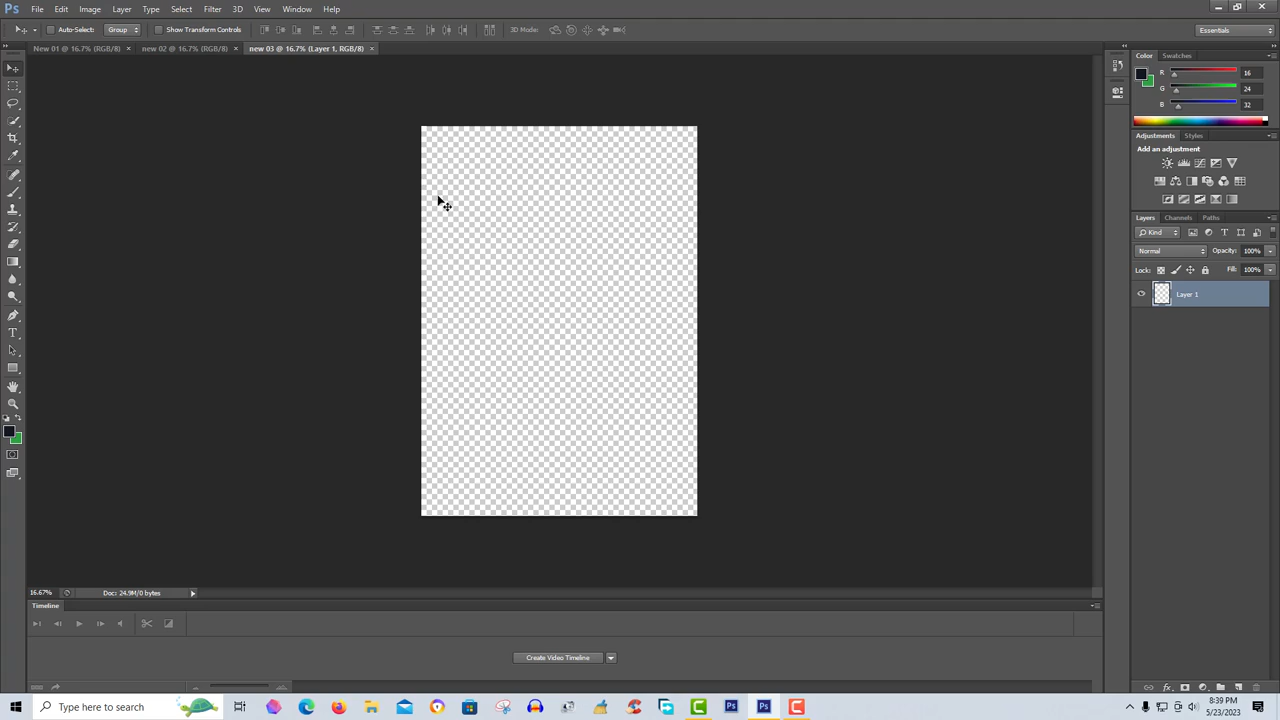 Ps File Edit Image Layer Type Select Filter 3D View Window Help
Auto-Select: Group Show Transform Controls 3D Mode: Essentials
New 01 @ 16.7% (RGB/8) × new 02 @ 16.7% (RGB/8) × new 03 @ 16.7% (Layer 1, RGB/8) ×
Color Swatches
R 16
G 24
B 32
Adjustments Styles
Add an adjustment
Layers Channels Paths
Kind
Normal Opacity: 100%
Lock: Fill: 100%
Layer 1
16.67% Doc: 24.9M/0 bytes
Timeline
Create Video Timeline
Type here to search
8:39 PM
5/23/2023